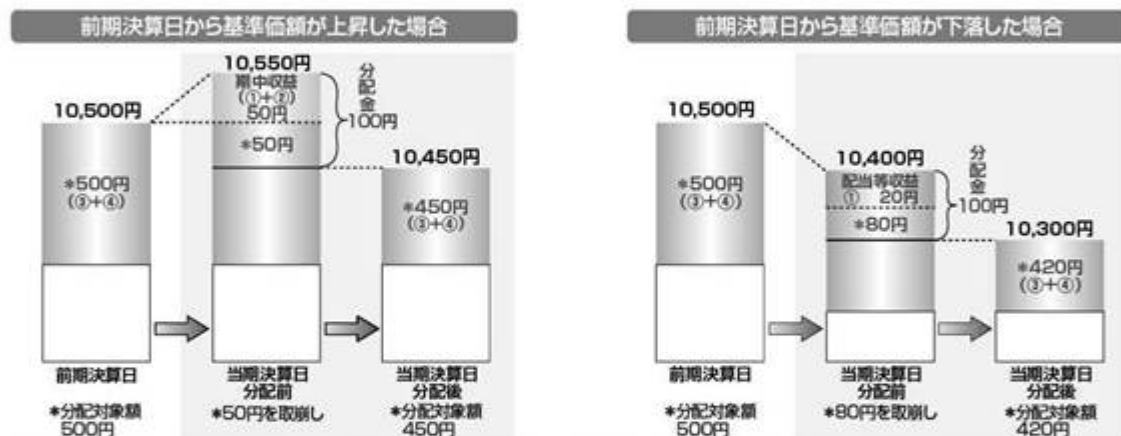 前期決算日から基準価額が上昇した場合
10,500円
*500円
(③+④)
前期決算日
*分配対象額
500円
10,550円
期中収益
(①+②)
50円
*50円
分配金
100円
当期決算日
分配前
*50円を取崩し
10,450円
*450円
(③+④)
当期決算日
分配後
*分配対象額
450円
前期決算日から基準価額が下落した場合
10,500円
*500円
(③+④)
前期決算日
*分配対象額
500円
10,400円
配当等収益
① 20円
*80円
分配金
100円
当期決算日
分配前
*80円を取崩し
10,300円
*420円
(③+④)
当期決算日
分配後
*分配対象額
420円